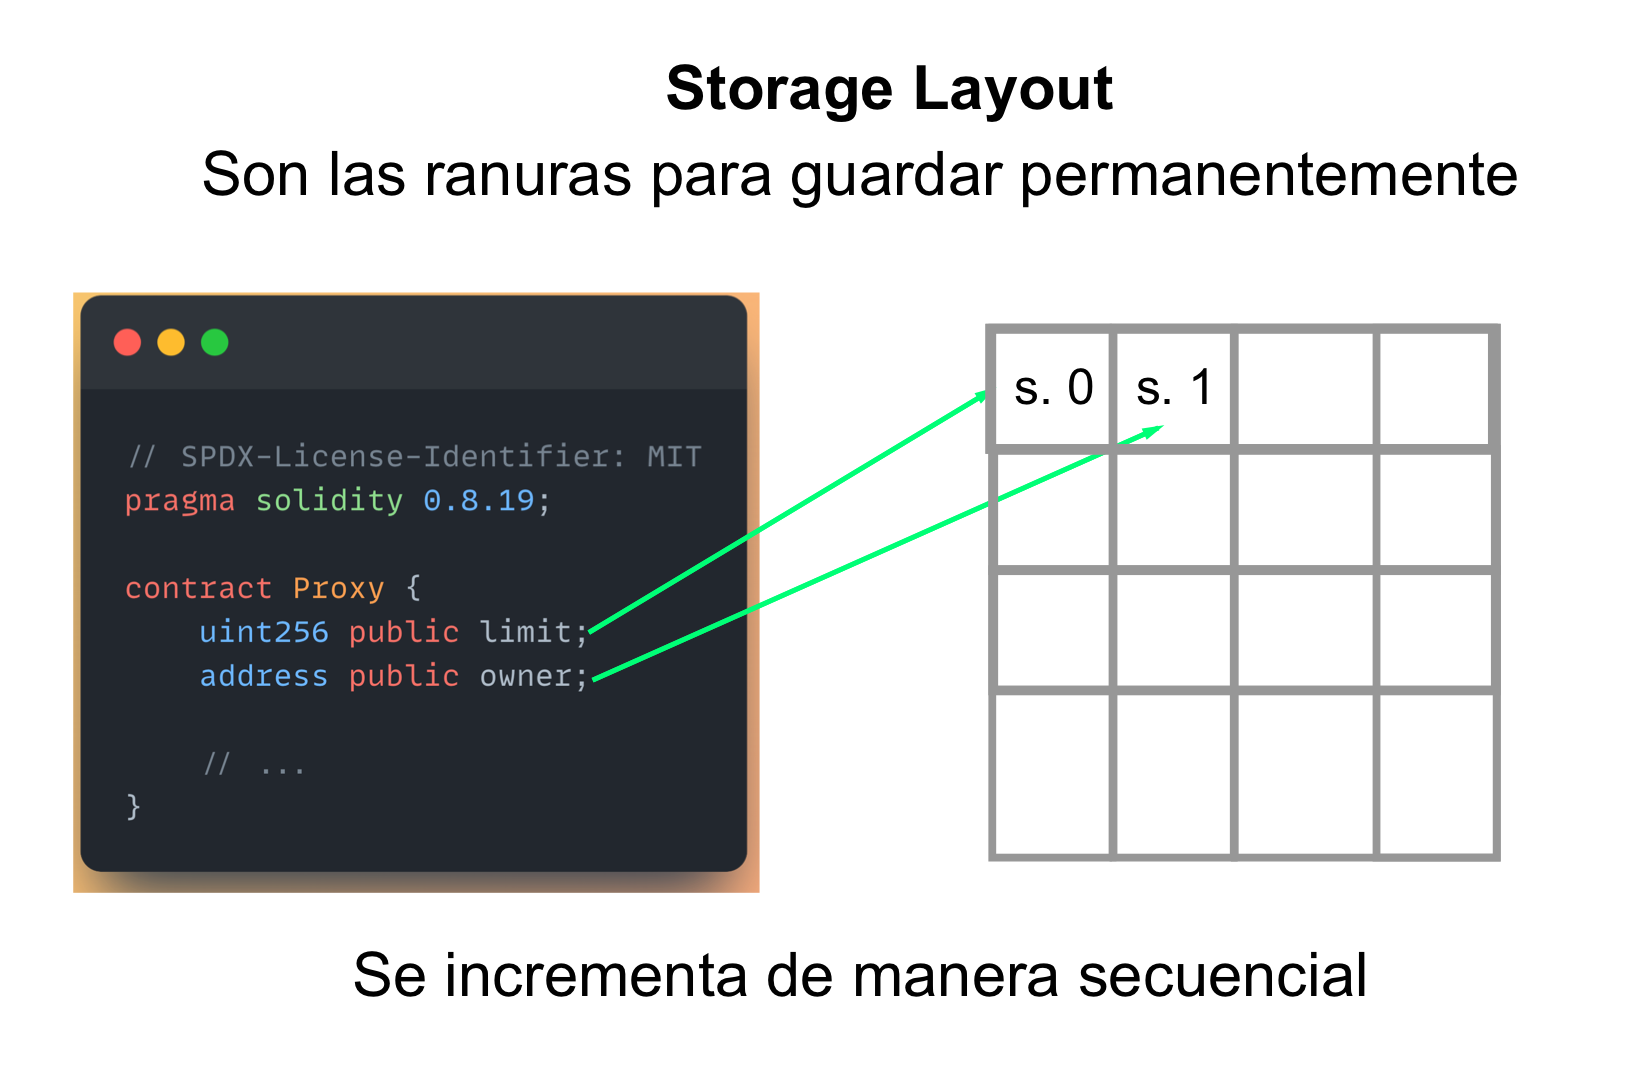 Storage Layout
Son las ranuras para guardar permanentemente
// SPDX-License-Identifier: MIT
pragma solidity 0.8.19;
contract Proxy {
uint256 public limit;
address public owner;
// ...
}
s. 0 s. 1
Se incrementa de manera secuencial